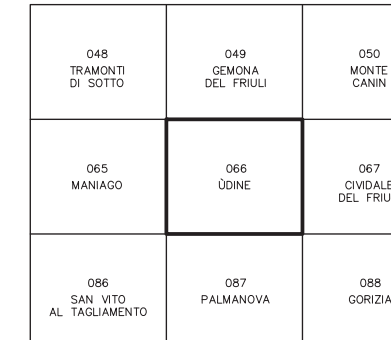 048
TRAMONTI
DI SOTTO
049
GEMONA
DEL FRIULI
050
MONTE
CANIN
065
MANIAGO
066
ÙDINE
067
CIVIDALE
DEL FRIU
086
SAN VITO
AL TAGLIAMENTO
087
PALMANOVA
088
GORIZIA